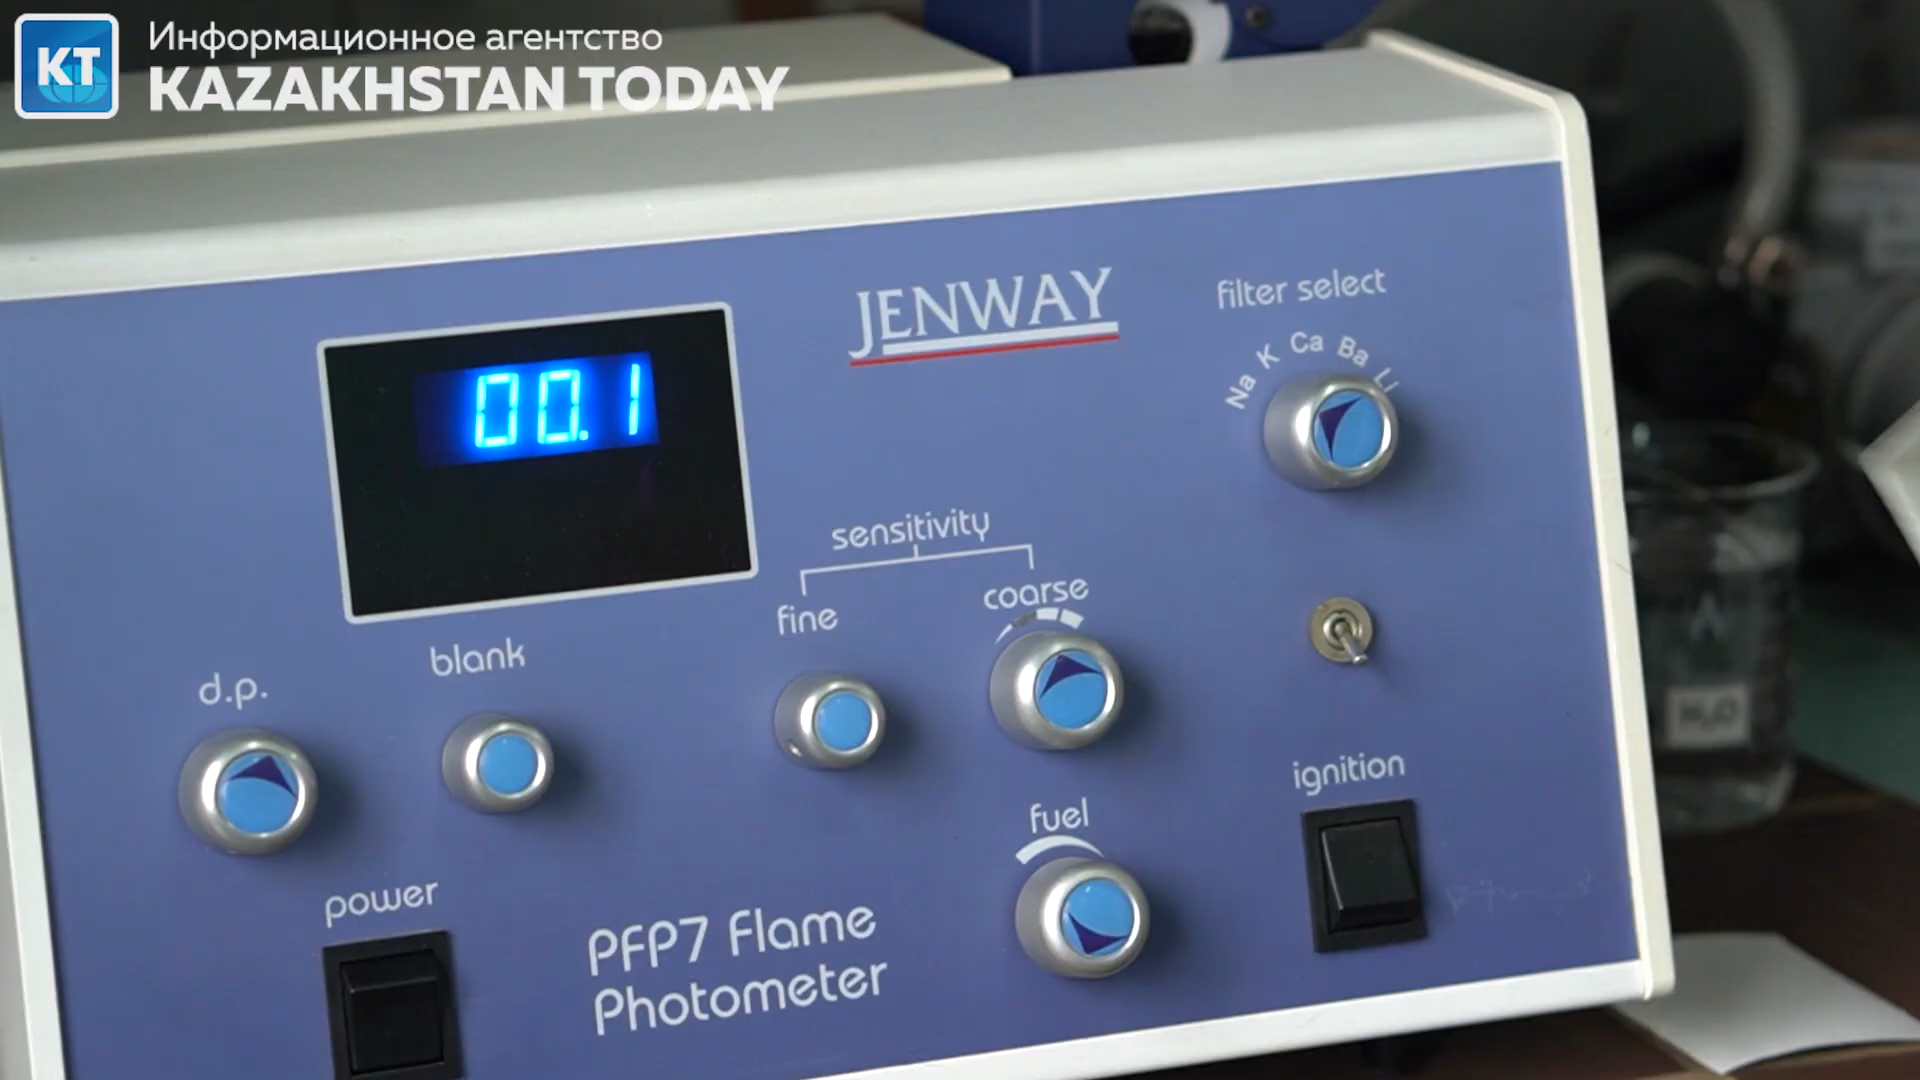 KT
Информационное агентство
KAZAKHSTAN TODAY
JENWAY
filter select
Na K Ca Ba Li
00.1
sensitivity
fine
coarse
blank
d.p.
H₂O
ignition
fuel
power
PFP7 Flame
Photometer